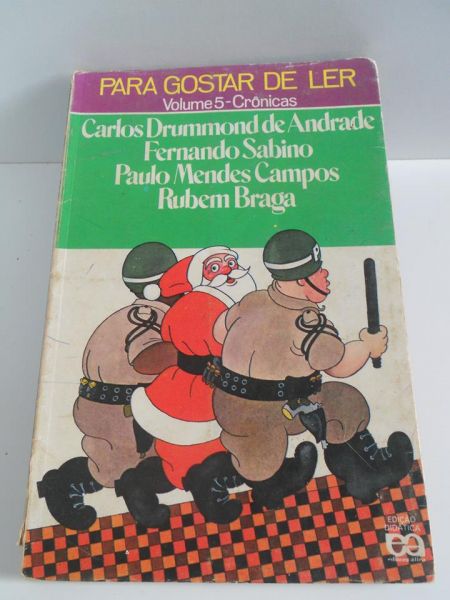 PARA GOSTAR DE LER
Volume 5-Crônicas
Carlos Drummond de Andrade
Fernando Sabino
Paulo Mendes Campos
Rubem Braga
P
EDIÇÃO
DIDÁTICA
ea
editora ática